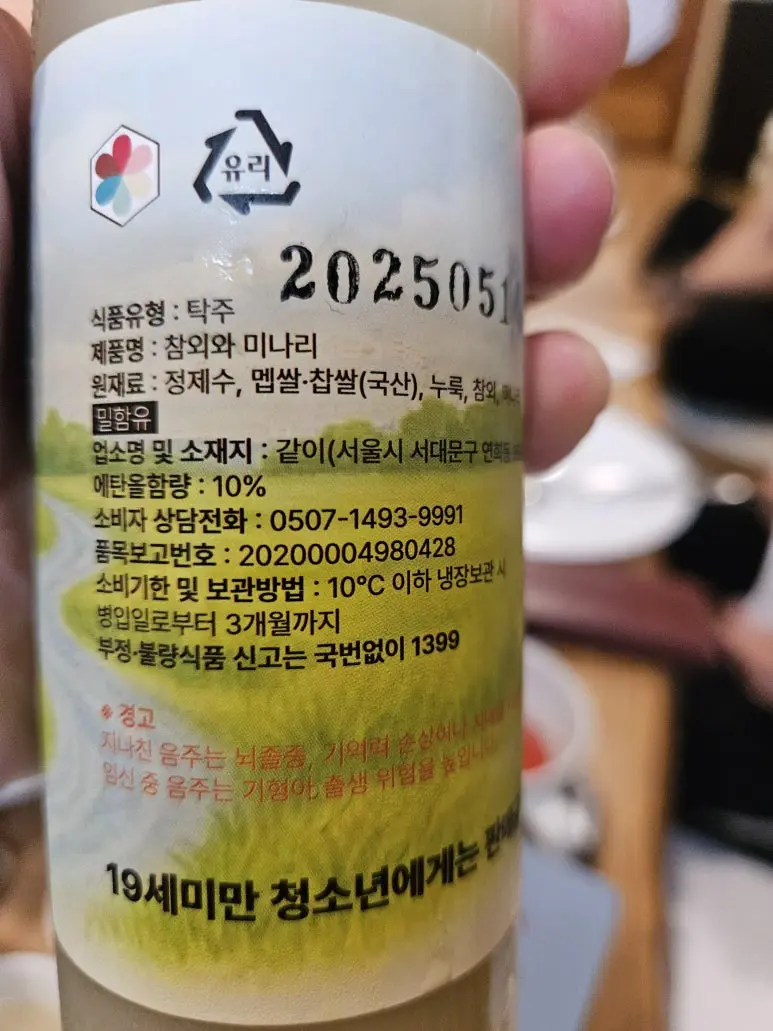 유리
2025051
식품유형 : 탁주
제품명 : 참외와 미나리
원재료 : 정제수, 멥쌀·찹쌀(국산), 누룩, 참외,
밀함유
업소명 및 소재지 : 같이(서울시 서대문구 연희동
에탄올함량 : 10%
소비자 상담전화 : 0507-1493-9991
품목보고번호 : 20200004980428
소비기한 및 보관방법 : 10°C 이하 냉장보관 시
병입일로부터 3개월까지
부정·불량식품 신고는 국번없이 1399
※ 경고
지나친 음주는 뇌졸중, 기억력 손상이나
임신 중 음주는 기형아 출생 위험을 높입니다.
19세미만 청소년에게는